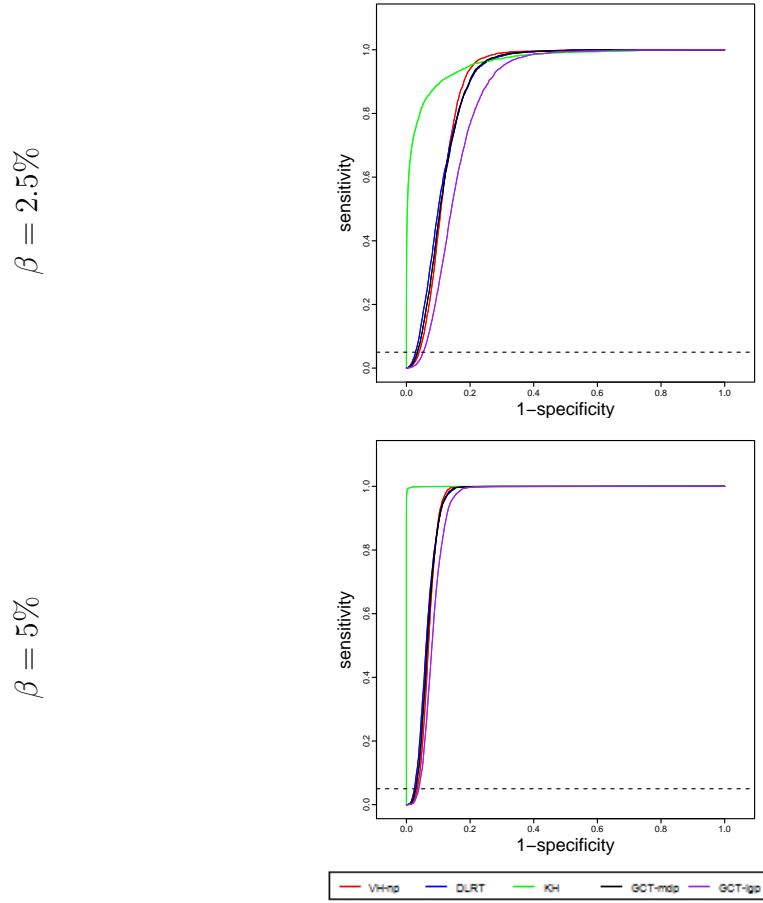 β = 2.5%
sensitivity
1.0
0.8
0.6
0.4
0.2
0.0
0.0 0.2 0.4 0.6 0.8 1.0
1−specificity
β = 5%
sensitivity
1.0
0.8
0.6
0.4
0.2
0.0
0.0 0.2 0.4 0.6 0.8 1.0
1−specificity
VH-np DLRT KH GCT-mdp GCT-lgp